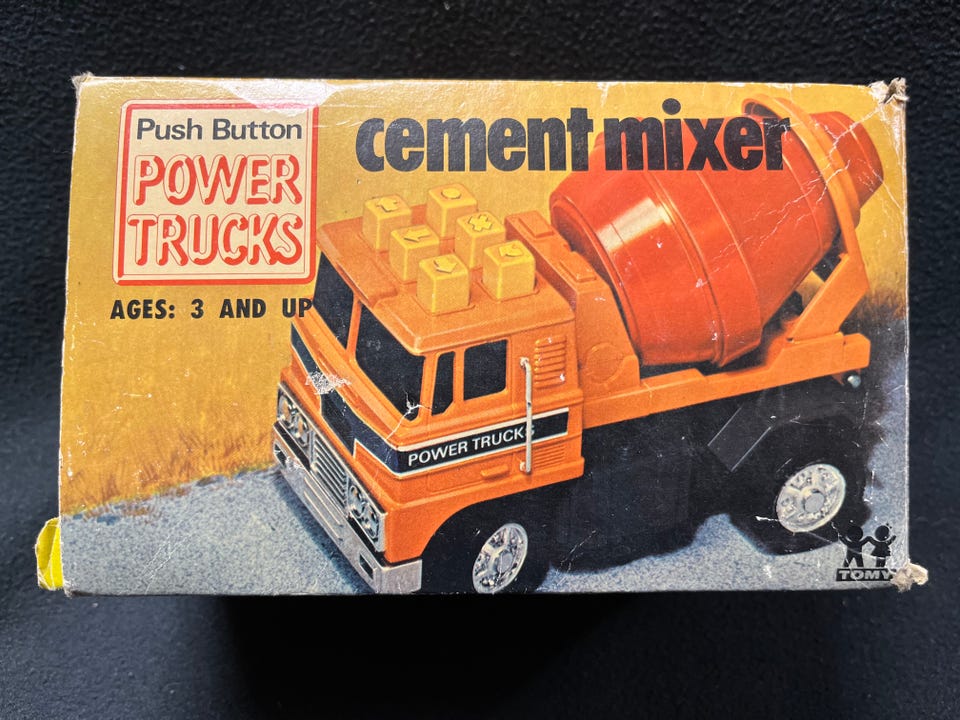 Push Button
POWER
TRUCKS
cement mixer
AGES: 3 AND UP
POWER TRUCKS
TOMY